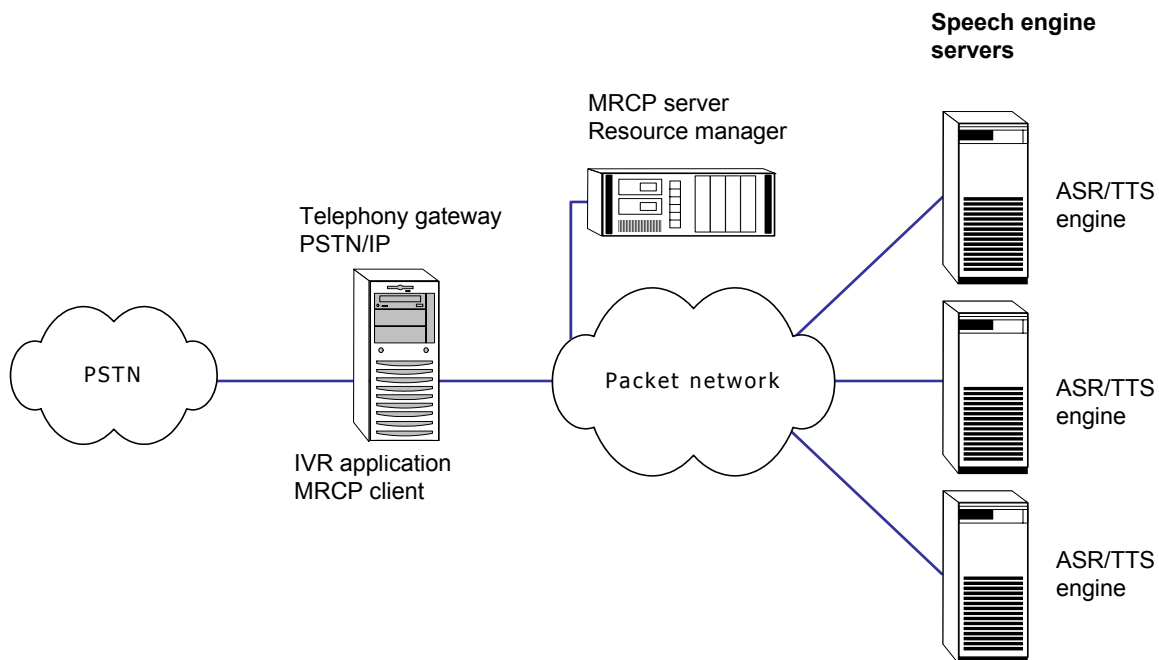 Speech engine
servers
MRCP server
Resource manager
ASR/TTS
engine
Telephony gateway
PSTN/IP
PSTN
Packet network
ASR/TTS
engine
IVR application
MRCP client
ASR/TTS
engine